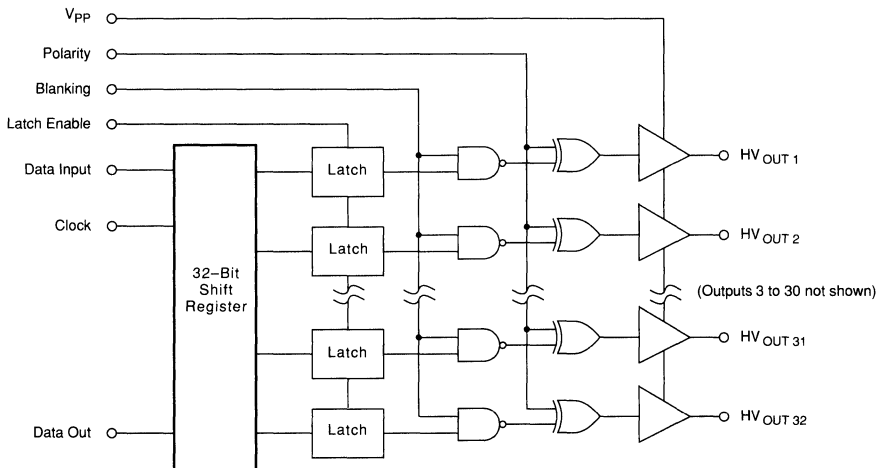 VPP
Polarity
Blanking
Latch Enable
Data Input
Clock
Data Out
32–Bit
Shift
Register
Latch
Latch
Latch
Latch
HV OUT 1
HV OUT 2
(Outputs 3 to 30 not shown)
HV OUT 31
HV OUT 32